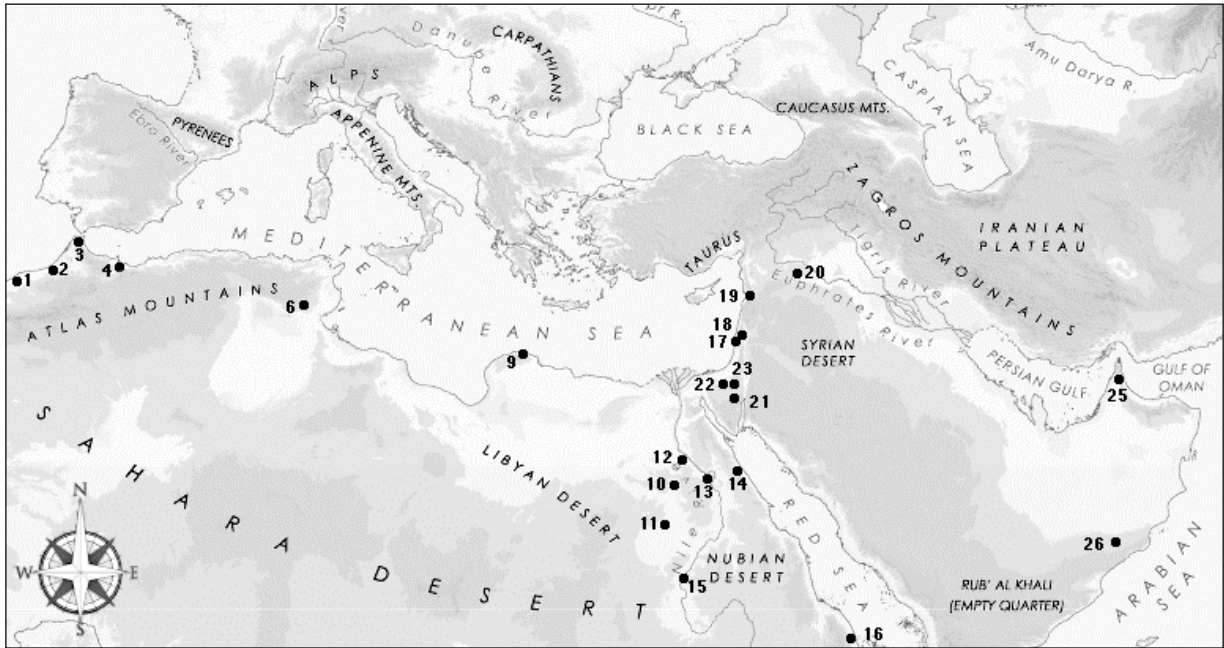 CARPATHIANS
Danube River
ALPS
Amu Darya R.
CASPIAN SEA
CAUCASUS MTS.
BLACK SEA
PYRENEES
Ebro River
APPENINE MTS.
ZAGROS MOUNTAINS
IRANIAN
PLATEAU
MEDITERRANEAN SEA
TAURUS
Tigris River
Euphrates River
3
2
4
1
6
ATLAS MOUNTAINS
20
19
18
17
SYRIAN
DESERT
9
PERSIAN GULF
GULF OF
OMAN
25
22
23
21
SAHARA DESERT
LIBYAN DESERT
12
10
13
14
11
Nile R.
NUBIAN
DESERT
RED SEA
15
26
RUB' AL KHALI
(EMPTY QUARTER)
ARABIAN
SEA
16
N
W
E
S